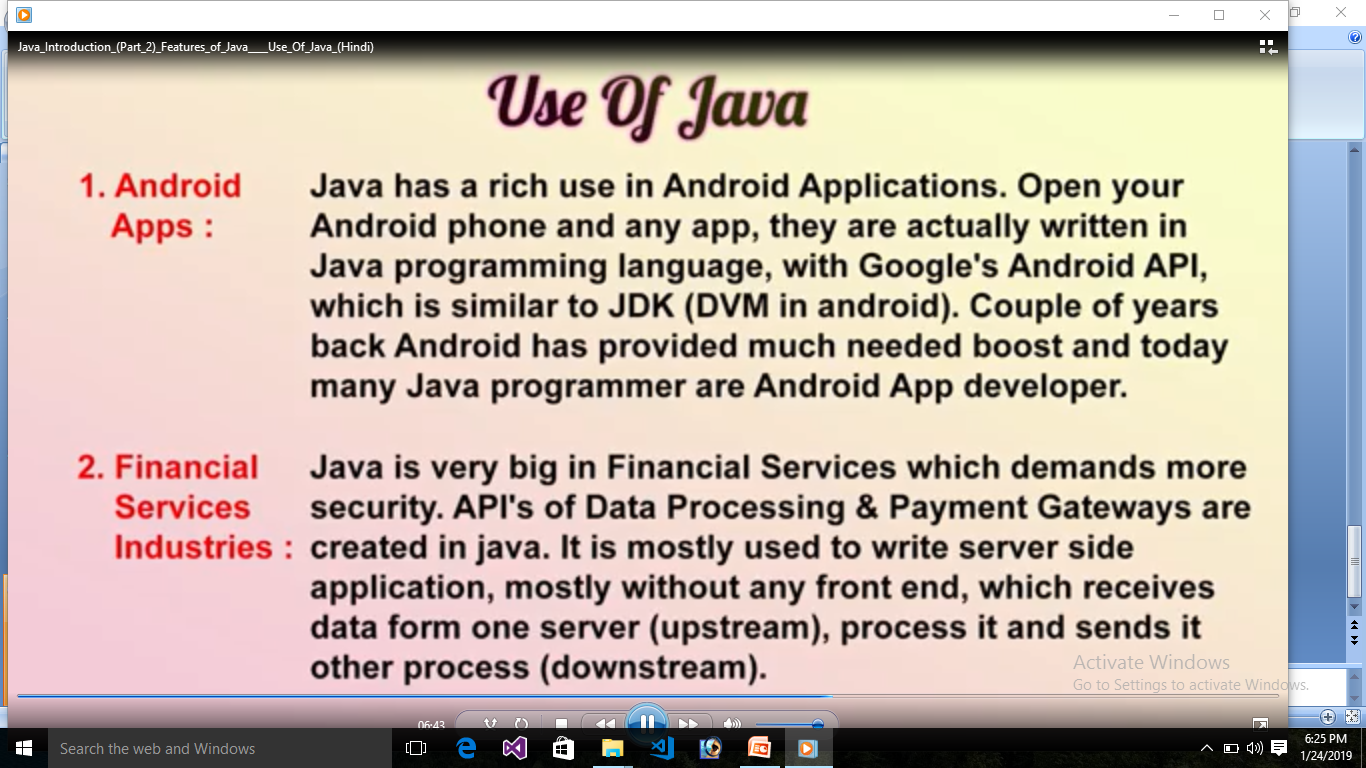 Java_Introduction_(Part_2)_Features_of_Java____Use_Of_Java_(Hindi)
Use Of Java
1. Android Apps :
Java has a rich use in Android Applications. Open your
Android phone and any app, they are actually written in
Java programming language, with Google's Android API,
which is similar to JDK (DVM in android). Couple of years
back Android has provided much needed boost and today
many Java programmer are Android App developer.
2. Financial Services Industries :
Java is very big in Financial Services which demands more
security. API's of Data Processing & Payment Gateways are
created in java. It is mostly used to write server side
application, mostly without any front end, which receives
data form one server (upstream), process it and sends it
other process (downstream).
Activate Windows
Go to Settings to activate Windows.
06:43
Search the web and Windows
6:25 PM
1/24/2019